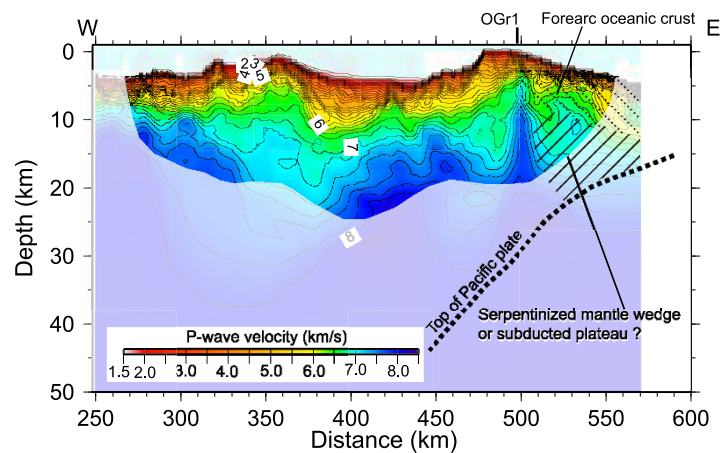 OGr1 Forearc oceanic crust
W E
2 3
4 5
6
7
8
0
10
20
30
40
50
Depth (km)
Top of Pacific plate
Serpentinized mantle wedge
or subducted plateau ?
P-wave velocity (km/s)
1.5 2.0 3.0 4.0 5.0 6.0 7.0 8.0
250 300 350 400 450 500 550 600
Distance (km)